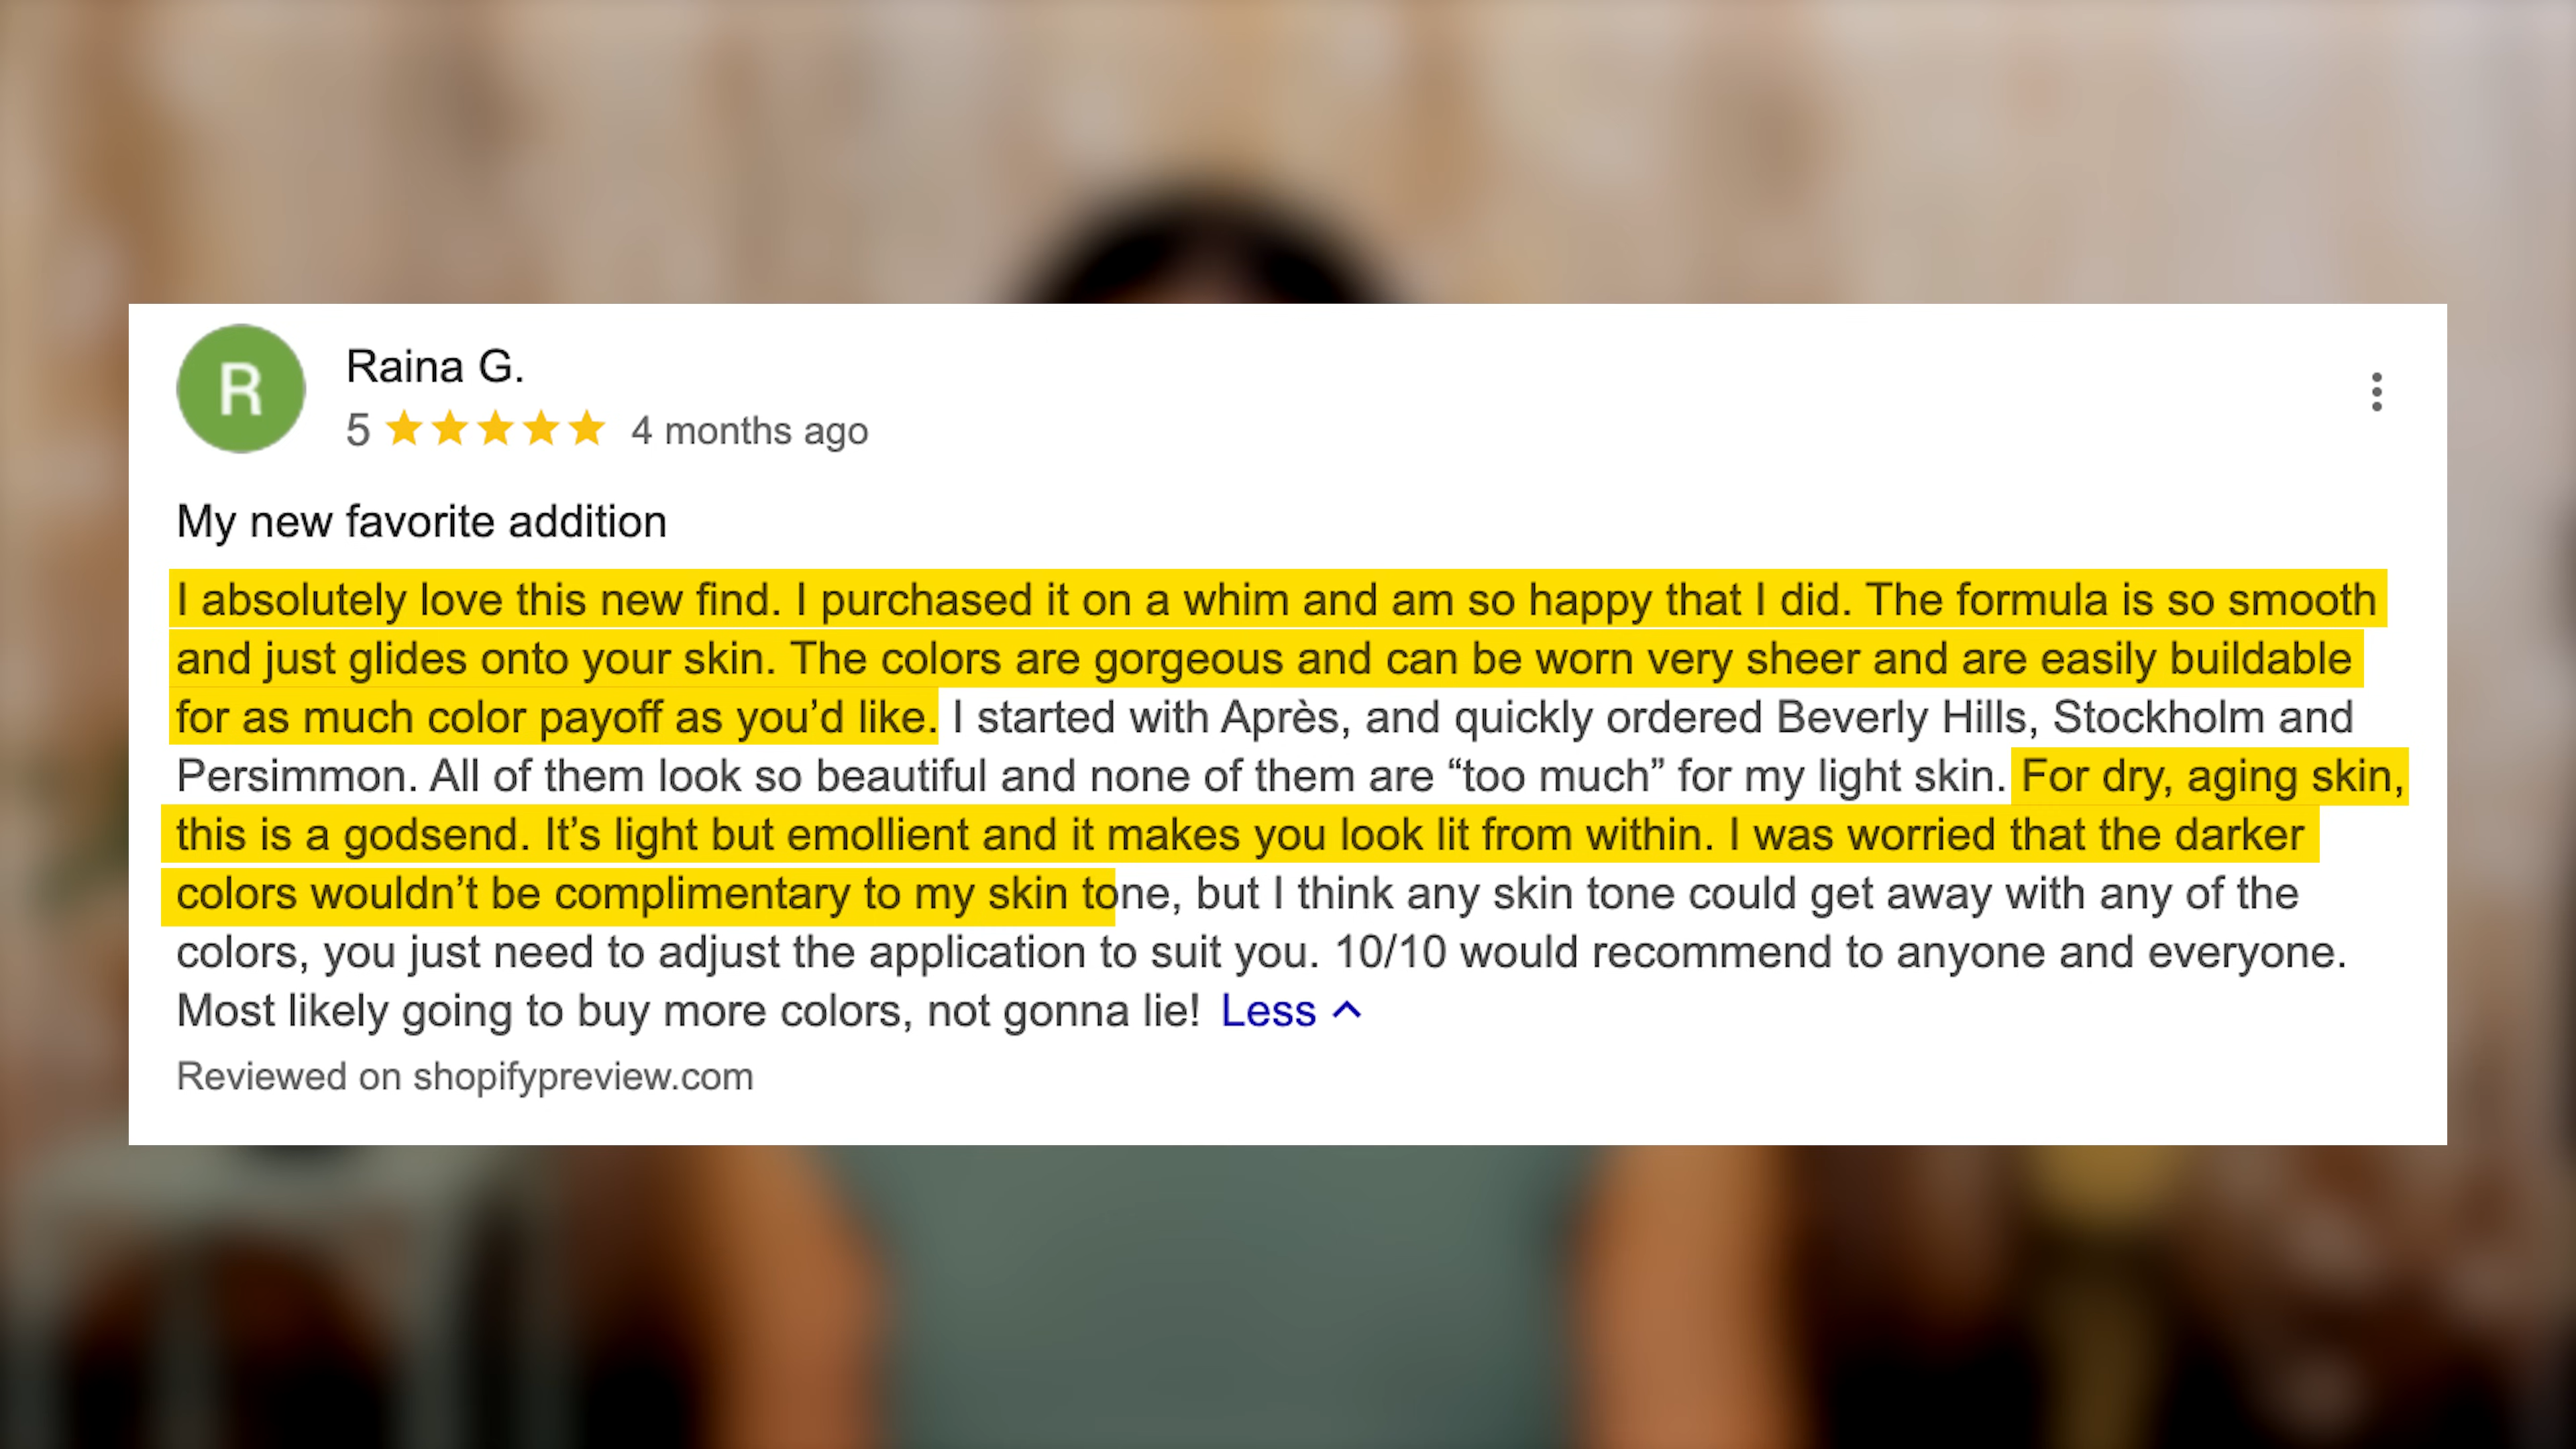 R
Raina G.
5 ★★★★★ 4 months ago
My new favorite addition
I absolutely love this new find. I purchased it on a whim and am so happy that I did. The formula is so smooth
and just glides onto your skin. The colors are gorgeous and can be worn very sheer and are easily buildable
for as much color payoff as you’d like. I started with Après, and quickly ordered Beverly Hills, Stockholm and
Persimmon. All of them look so beautiful and none of them are “too much” for my light skin. For dry, aging skin,
this is a godsend. It’s light but emollient and it makes you look lit from within. I was worried that the darker
colors wouldn’t be complimentary to my skin tone, but I think any skin tone could get away with any of the
colors, you just need to adjust the application to suit you. 10/10 would recommend to anyone and everyone.
Most likely going to buy more colors, not gonna lie! Less
Reviewed on shopifypreview.com